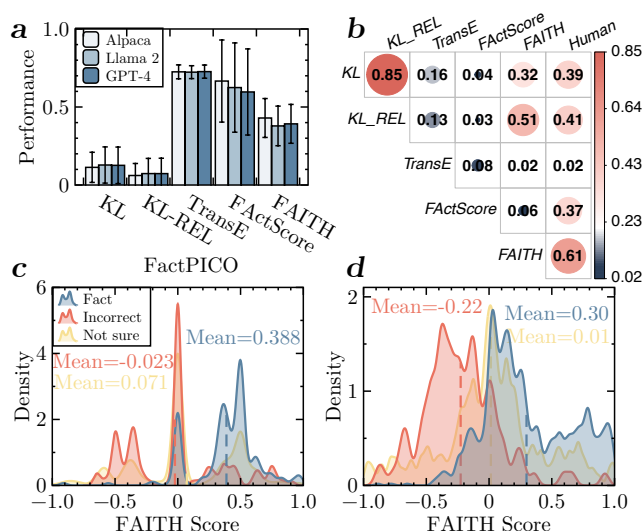 a
Alpaca
Llama 2
GPT-4
Performance
1.0
0.5
0
KL
KL-REL
TransE
FActScore
FAITH
FactPICO
b
KL_REL
TransE
FActScore
FAITH
Human
KL
0.85
0.16
0.04
0.32
0.39
KL_REL
0.13
0.03
0.51
0.41
TransE
0.08
0.02
0.02
FActScore
0.06
0.37
FAITH
0.61
0.85
0.64
0.43
0.23
0.02
c
Fact
Incorrect
Not sure
Mean=0.388
Mean=-0.023
Mean=0.071
Density
6
4
2
0
−1.0
−0.5
0
0.5
1.0
FAITH Score
d
Mean=-0.22
Mean=0.30
Mean=0.01
Density
2
1
0
−1.0
−0.5
0
0.5
1.0
FAITH Score